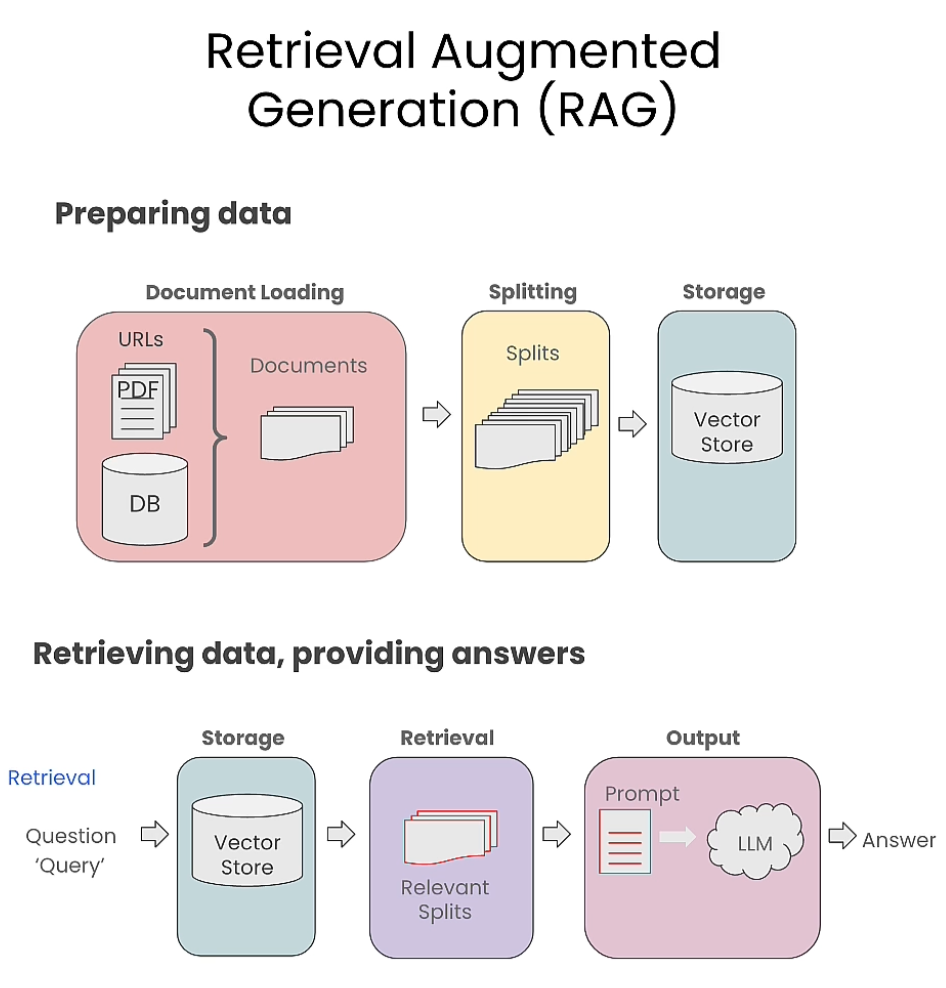 Retrieval Augmented
Generation (RAG)
Preparing data
Document Loading
Splitting
Storage
URLs
PDF
DB
Documents
Splits
Vector
Store
Retrieving data, providing answers
Storage
Retrieval
Output
Retrieval
Question
‘Query’
Vector
Store
Relevant
Splits
Prompt
LLM
Answer